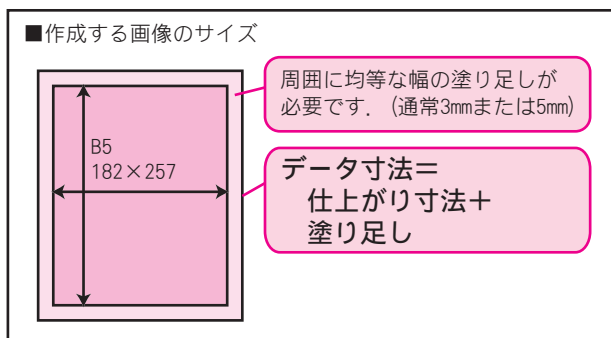 ■作成する画像のサイズ
周囲に均等な幅の塗り足しが
必要です．(通常3mmまたは5mm)
B5
182×257
データ寸法＝
仕上がり寸法＋
塗り足し